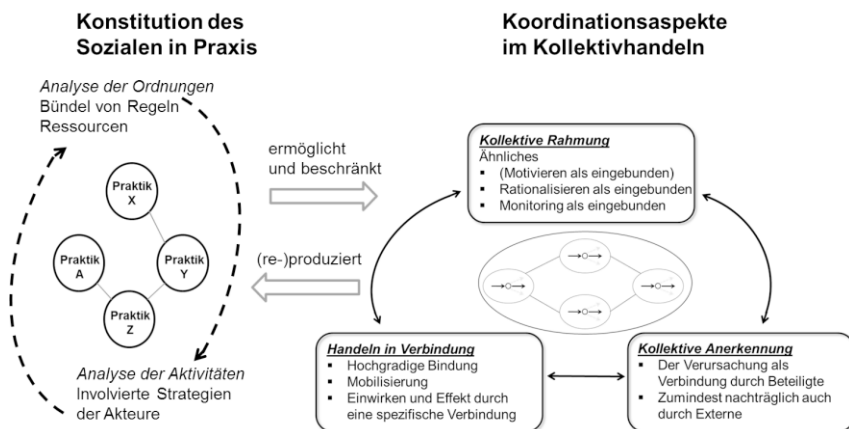 Konstitution des
Sozialen in Praxis
Analyse der Ordnungen
Bündel von Regeln
Ressourcen
Praktik
X
Praktik
A
Praktik
Y
Praktik
Z
Analyse der Aktivitäten
Involvierte Strategien
der Akteure
ermöglicht
und beschränkt
(re-)produziert
Koordinationsaspekte
im Kollektivhandeln
Kollektive Rahmung
Ähnliches
▪ (Motivieren als eingebunden)
▪ Rationalisieren als eingebunden
▪ Monitoring als eingebunden
Handeln in Verbindung
▪ Hochgradige Bindung
▪ Mobilisierung
▪ Einwirken und Effekt durch
eine spezifische Verbindung
Kollektive Anerkennung
▪ Der Verursachung als
Verbindung durch Beteiligte
▪ Zumindest nachträglich auch
durch Externe